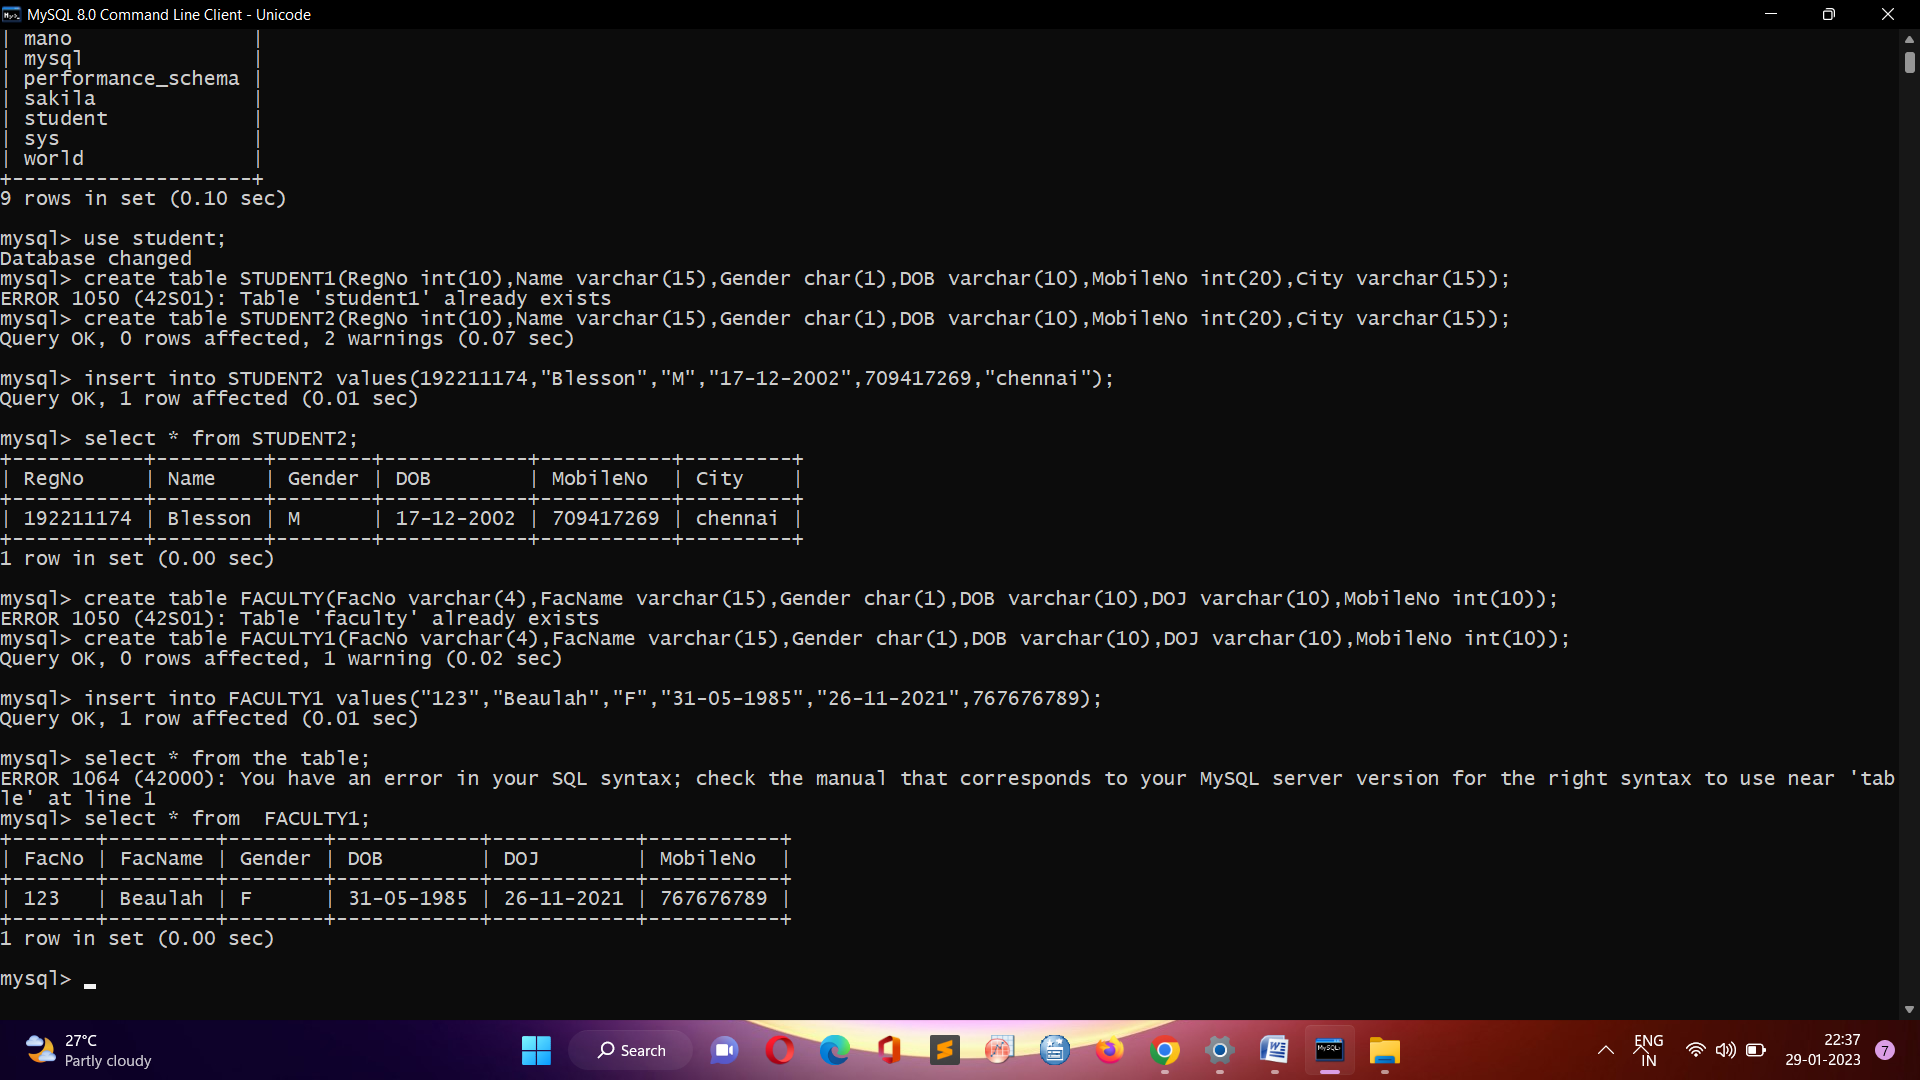 MySQL 8.0 Command Line Client - Unicode
| mano               |
| mysql              |
| performance_schema |
| sakila             |
| student            |
| sys                |
| world              |
+--------------------+
9 rows in set (0.10 sec)
mysql> use student;
Database changed
mysql> create table STUDENT1(RegNo int(10),Name varchar(15),Gender char(1),DOB varchar(10),MobileNo int(20),City varchar(15));
ERROR 1050 (42S01): Table 'student1' already exists
mysql> create table STUDENT2(RegNo int(10),Name varchar(15),Gender char(1),DOB varchar(10),MobileNo int(20),City varchar(15));
Query OK, 0 rows affected, 2 warnings (0.07 sec)
mysql> insert into STUDENT2 values(192211174,"Blesson","M","17-12-2002",709417269,"chennai");
Query OK, 1 row affected (0.01 sec)
mysql> select * from STUDENT2;
+-----------+---------+--------+------------+-----------+---------+
| RegNo     | Name    | Gender | DOB        | MobileNo  | City    |
+-----------+---------+--------+------------+-----------+---------+
| 192211174 | Blesson | M      | 17-12-2002 | 709417269 | chennai |
+-----------+---------+--------+------------+-----------+---------+
1 row in set (0.00 sec)
mysql> create table FACULTY(FacNo varchar(4),FacName varchar(15),Gender char(1),DOB varchar(10),DOJ varchar(10),MobileNo int(10));
ERROR 1050 (42S01): Table 'faculty' already exists
mysql> create table FACULTY1(FacNo varchar(4),FacName varchar(15),Gender char(1),DOB varchar(10),DOJ varchar(10),MobileNo int(10));
Query OK, 0 rows affected, 1 warning (0.02 sec)
mysql> insert into FACULTY1 values("123","Beaulah","F","31-05-1985","26-11-2021",767676789);
Query OK, 1 row affected (0.01 sec)
mysql> select * from the table;
ERROR 1064 (42000): You have an error in your SQL syntax; check the manual that corresponds to your MySQL server version for the right syntax to use near 'tab
le' at line 1
mysql> select * from  FACULTY1;
+-------+---------+--------+------------+------------+-----------+
| FacNo | FacName | Gender | DOB        | DOJ        | MobileNo  |
+-------+---------+--------+------------+------------+-----------+
| 123   | Beaulah | F      | 31-05-1985 | 26-11-2021 | 767676789 |
+-------+---------+--------+------------+------------+-----------+
1 row in set (0.00 sec)
mysql>
27°C
Partly cloudy
Search
MySQL
ENG
IN
22:37
29-01-2023
7